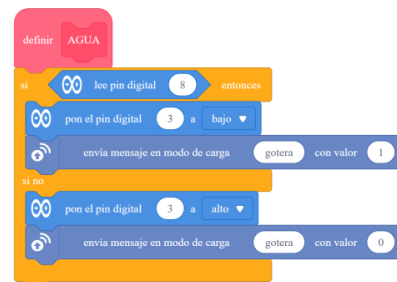 definir AGUA
si lee pin digital 8 entonces
pon el pin digital 3 a bajo
envía mensaje en modo de carga gotera con valor 1
si no
pon el pin digital 3 a alto
envía mensaje en modo de carga gotera con valor 0